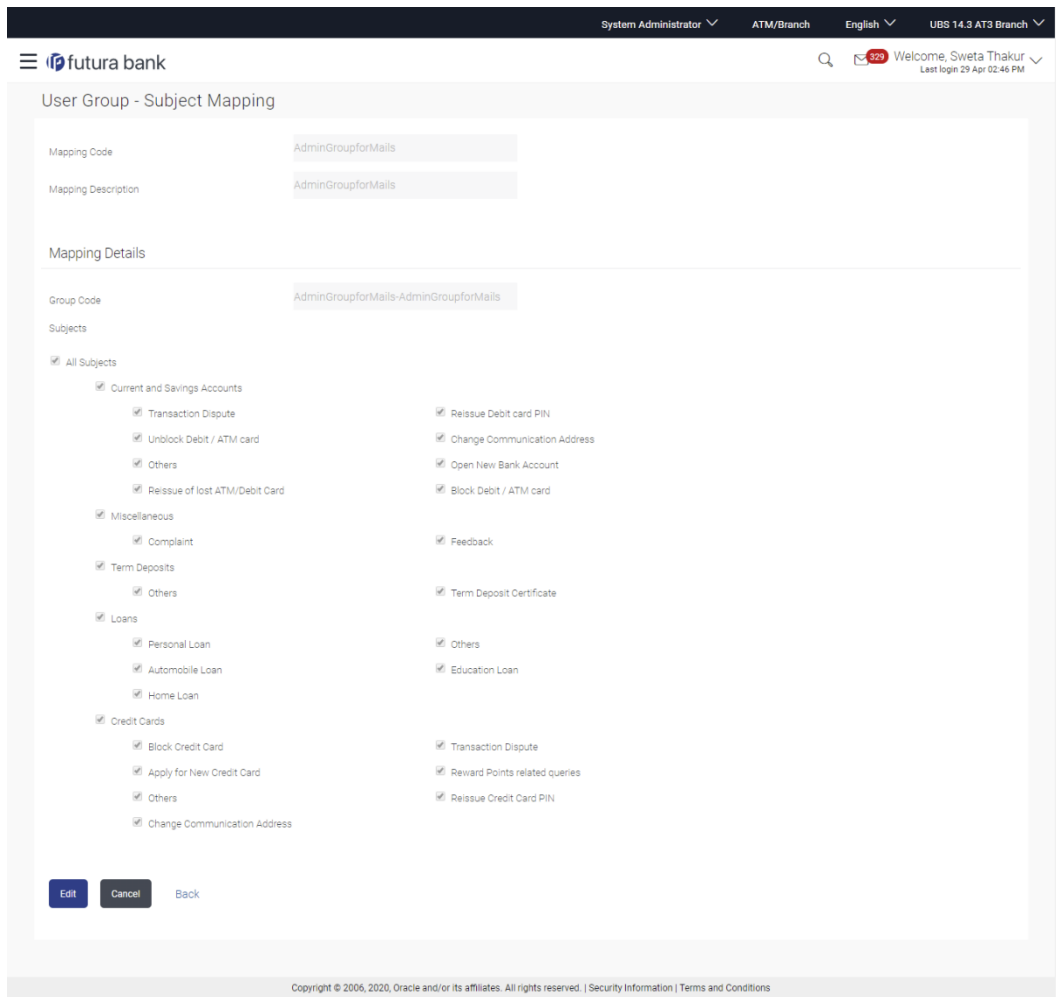 System Administrator ATM/Branch English UBS 14.3 AT3 Branch
futura bank 329 Welcome, Sweta Thakur
Last login 29 Apr 02:46 PM
User Group - Subject Mapping
Mapping Code AdminGroupforMails
Mapping Description AdminGroupforMails
Mapping Details
Group Code AdminGroupforMails-AdminGroupforMails
Subjects
All Subjects
Current and Savings Accounts
Transaction Dispute Reissue Debit card PIN
Unblock Debit / ATM card Change Communication Address
Others Open New Bank Account
Reissue of lost ATM/Debit Card Block Debit / ATM card
Miscellaneous
Complaint Feedback
Term Deposits
Others Term Deposit Certificate
Loans
Personal Loan Others
Automobile Loan Education Loan
Home Loan
Credit Cards
Block Credit Card Transaction Dispute
Apply for New Credit Card Reward Points related queries
Others Reissue Credit Card PIN
Change Communication Address
Edit Cancel Back
Copyright © 2006, 2020, Oracle and/or its affiliates. All rights reserved. | Security Information | Terms and Conditions